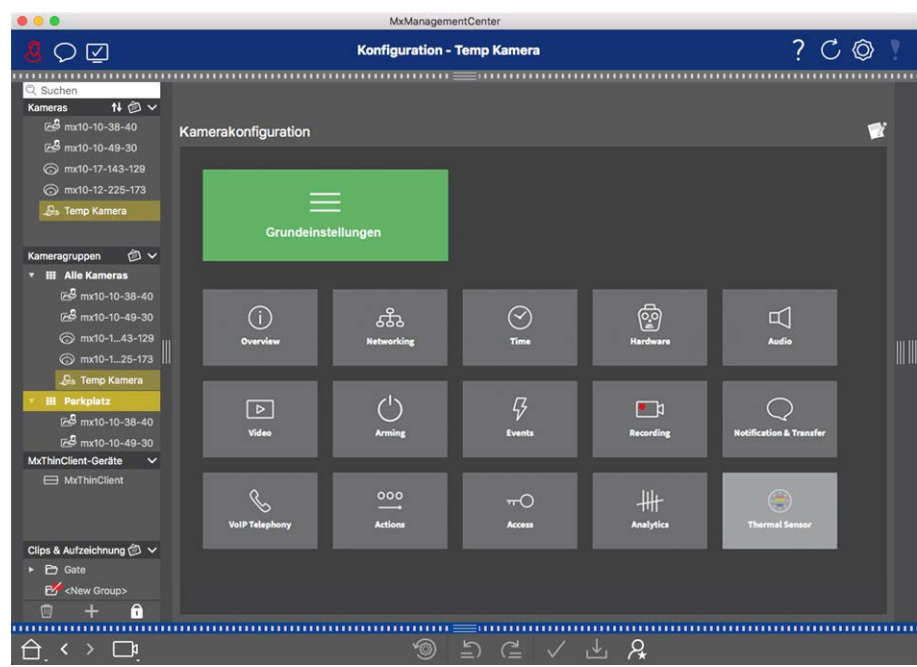 MxManagementCenter
Konfiguration - Temp Kamera
Suchen
Kameras
mx10-10-38-40
mx10-10-49-30
mx10-17-143-129
mx10-12-225-173
Temp Kamera
Kameragruppen
Alle Kameras
mx10-10-38-40
mx10-10-49-30
mx10-1...43-129
mx10-1...25-173
Temp Kamera
Parkplatz
mx10-10-38-40
mx10-10-49-30
MxThinClient-Geräte
MxThinClient
Clips & Aufzeichnung
Gate
<New Group>
Kamerakonfiguration
Grundeinstellungen
Overview
Networking
Time
Hardware
Audio
Video
Arming
Events
Recording
Notification & Transfer
VoIP Telephony
Actions
Access
Analytics
Thermal Sensor